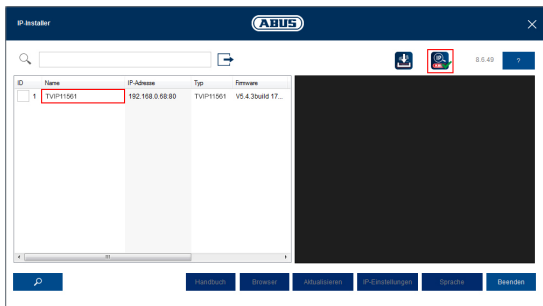 IP-Installer
ABUS
8.6.49
?
ID Name IP-Adresse Typ Firmware
1 TVIP11561 192.168.0.68:80 TVIP11561 V5.4.3build 17...
Handbuch Browser Aktualisieren IP-Einstellungen Sprache Beenden